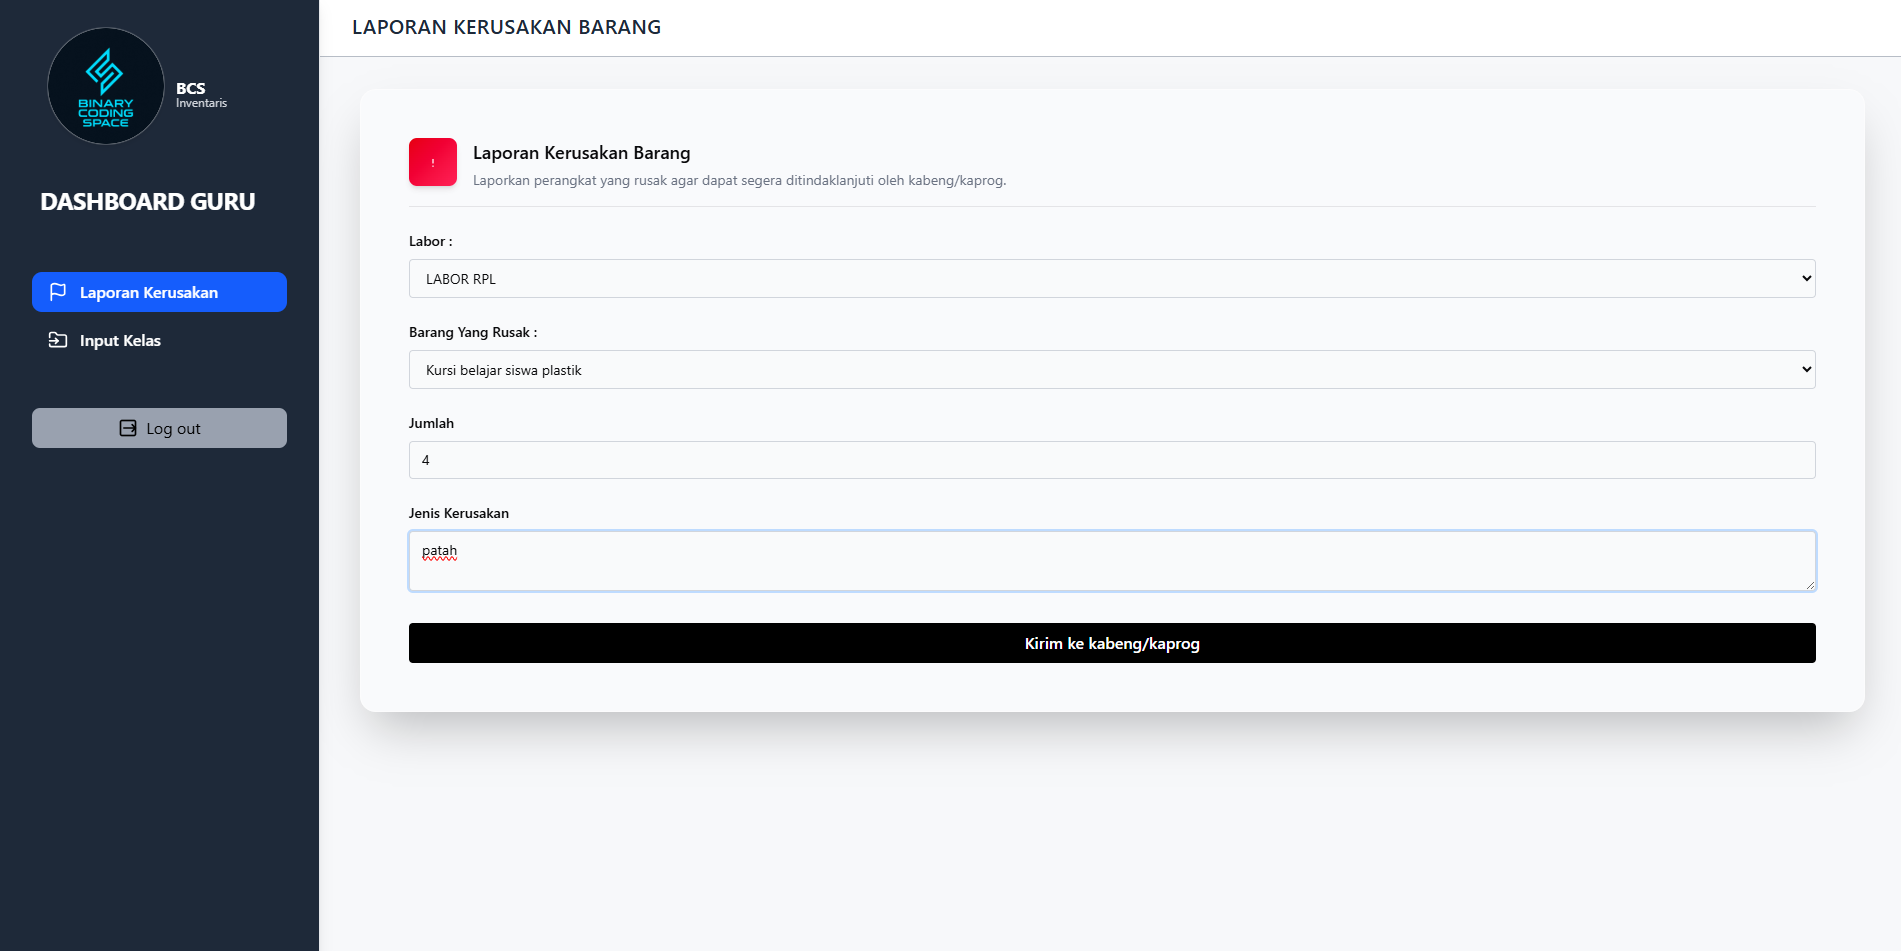 BINARY
CODING
SPACE
BCS
Inventaris
DASHBOARD GURU
Laporan Kerusakan
Input Kelas
Log out
LAPORAN KERUSAKAN BARANG
!
Laporan Kerusakan Barang
Laporkan perangkat yang rusak agar dapat segera ditindaklanjuti oleh kabeng/kaprog.
Labor :
LABOR RPL
Barang Yang Rusak :
Kursi belajar siswa plastik
Jumlah
4
Jenis Kerusakan
patah
Kirim ke kabeng/kaprog